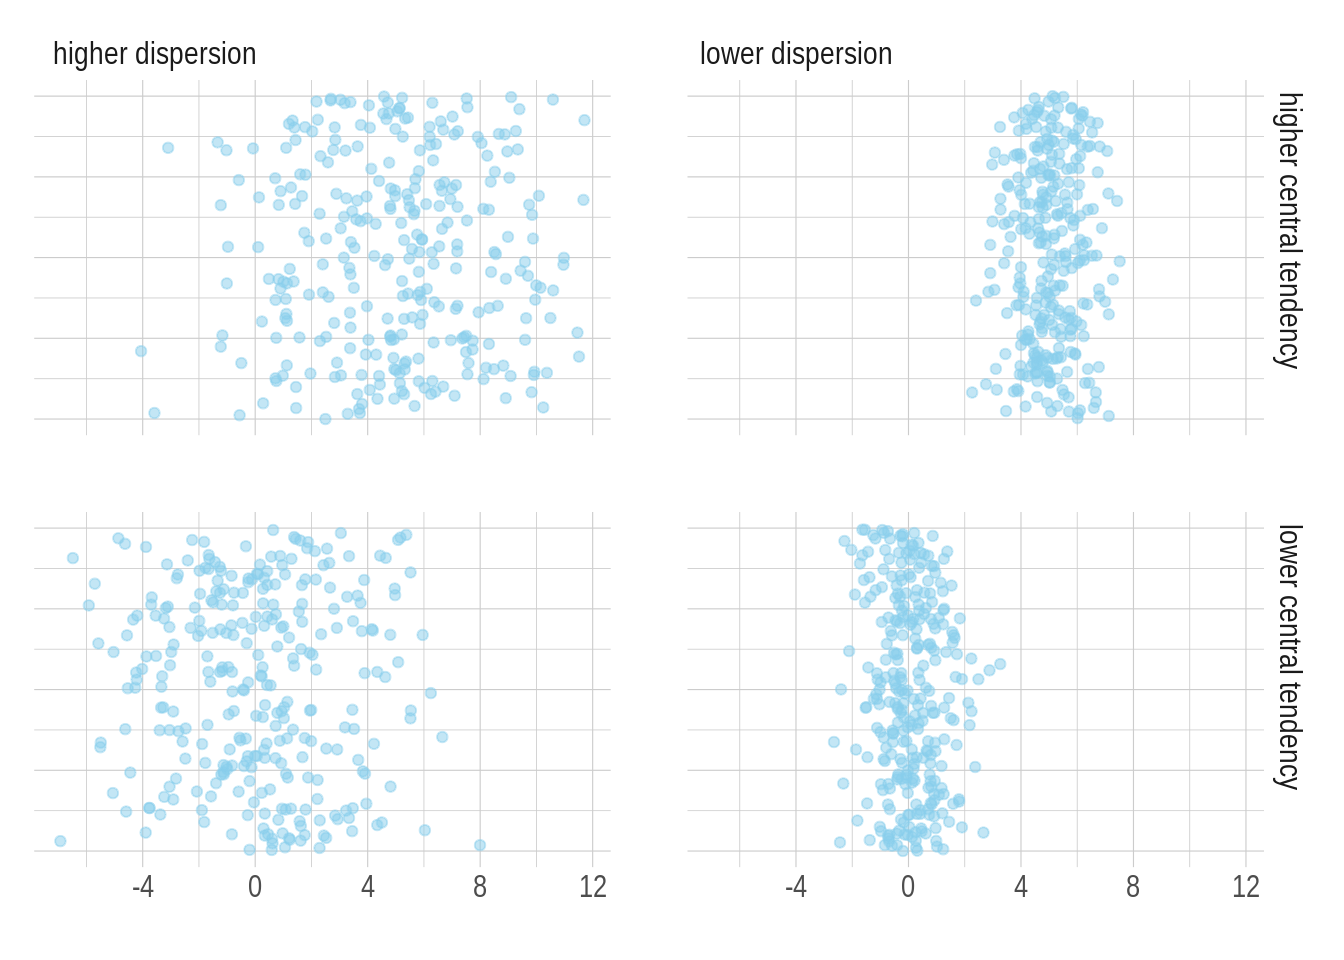 higher dispersion
lower dispersion
higher central tendency
lower central tendency
-4 0 4 8 12
-4 0 4 8 12